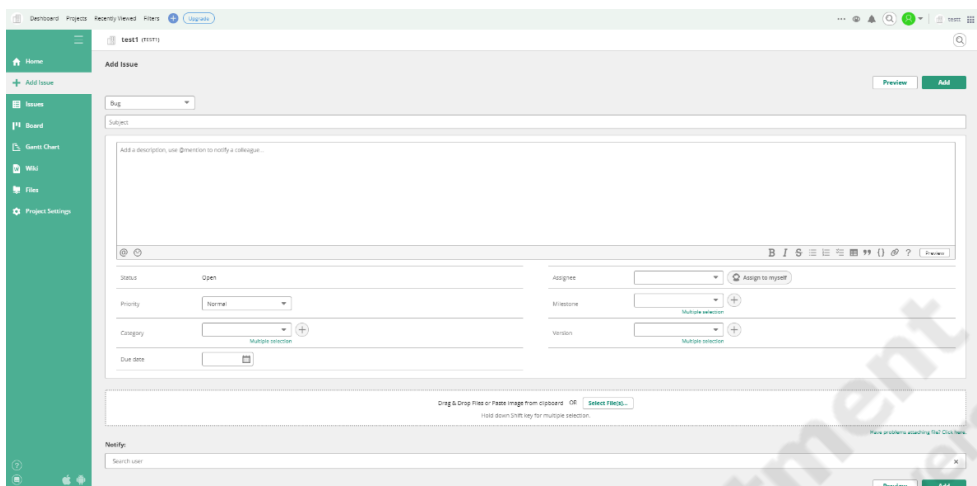 Dashboard Projects Recently Viewed Filters Upgrade
test1
test1 (TEST1)
Home
Add Issue
Issues
Board
Gantt Chart
Wiki
Files
Project Settings
Add Issue
Preview Add
Bug
Subject
Add a description, use @mention to notify a colleague...
B I S ” {} ? Preview
Status Open
Assignee Assign to myself
Priority Normal
Milestone
Multiple selection
Category
Multiple selection
Version
Multiple selection
Due date
Drag & Drop Files or Paste image from clipboard OR Select File(s)...
Hold down Shift key for multiple selection.
Have problems attaching file? Click here.
Notify:
Search user
Preview Add